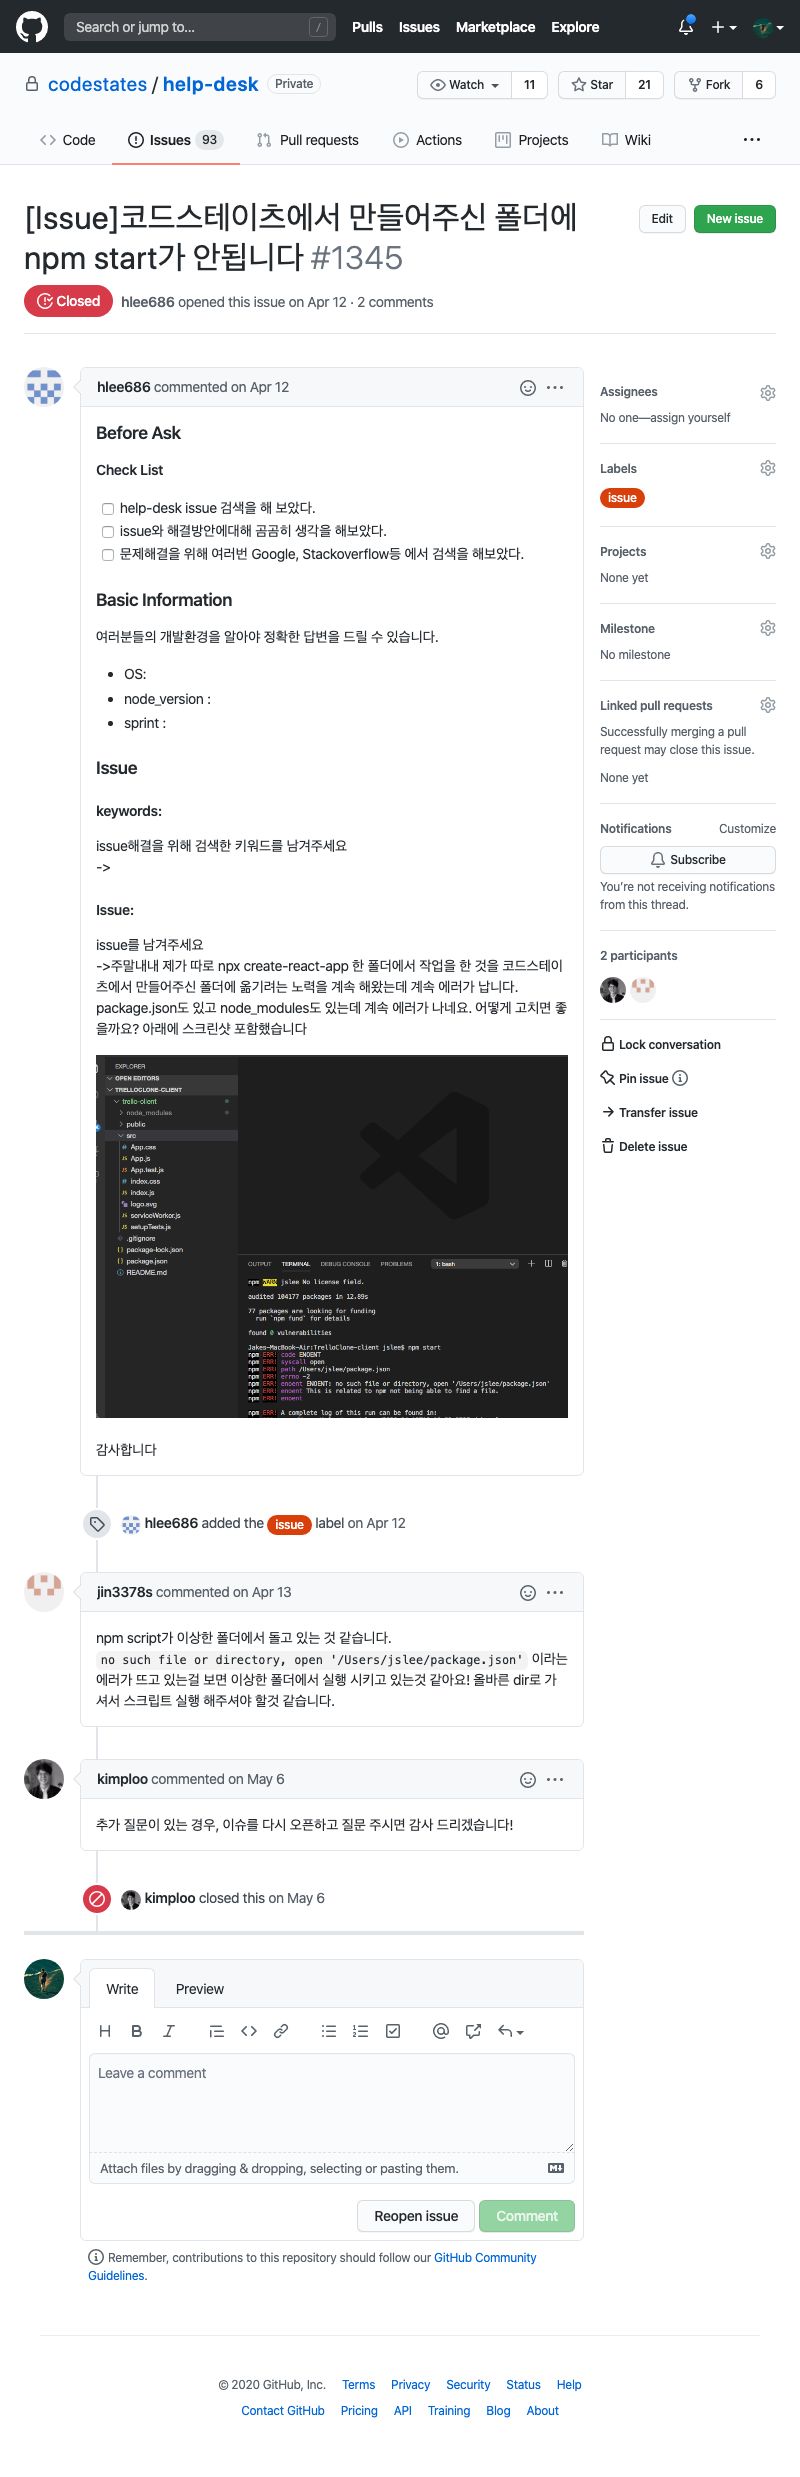 Search or jump to... /
Pulls Issues Marketplace Explore
codestates / help-desk Private
Watch 11 Star 21 Fork 6
Code Issues 93 Pull requests Actions Projects Wiki ...
[Issue]코드스테이츠에서 만들어주신 폴더에
npm start가 안됩니다 #1345
Edit New issue
Closed hlee686 opened this issue on Apr 12 · 2 comments
hlee686 commented on Apr 12
Before Ask
Check List
help-desk issue 검색을 해 보았다.
issue와 해결방안에대해 곰곰히 생각을 해보았다.
문제해결을 위해 여러번 Google, Stackoverflow등 에서 검색을 해보았다.
Basic Information
여러분들의 개발환경을 알아야 정확한 답변을 드릴 수 있습니다.
OS:
node_version :
sprint :
Issue
keywords:
issue해결을 위해 검색한 키워드를 남겨주세요
->
Issue:
issue를 남겨주세요
->주말내내 제가 따로 npx create-react-app 한 폴더에서 작업을 한 것을 코드스테이
츠에서 만들어주신 폴더에 옮기려는 노력을 계속 해왔는데 계속 에러가 납니다.
package.json도 있고 node_modules도 있는데 계속 에러가 나네요. 어떻게 고치면 좋
을까요? 아래에 스크린샷 포함했습니다
EXPLORER
OPEN EDITORS
TRELLOCLONE-CLIENT
trello-client
node_modules
public
src
# App.css
JS App.js
JS App.test.js
# index.css
JS index.js
logo.svg
JS serviceWorker.js
JS setupTests.js
.gitignore
{} package-lock.json
{} package.json
README.md
OUTPUT TERMINAL DEBUG CONSOLE PROBLEMS 1: bash
npm WARN jslee No license field.
audited 104177 packages in 12.89s
77 packages are looking for funding
run `npm fund` for details
found 0 vulnerabilities
Jakes-MacBook-Air:TrelloClone-client jslee$ npm start
npm ERR! code ENOENT
npm ERR! syscall open
npm ERR! path /Users/jslee/package.json
npm ERR! errno -2
npm ERR! enoent ENOENT: no such file or directory, open '/Users/jslee/package.json'
npm ERR! enoent This is related to npm not being able to find a file.
npm ERR! enoent
npm ERR! A complete log of this run can be found in:
감사합니다
Assignees
No one—assign yourself
Labels
issue
Projects
None yet
Milestone
No milestone
Linked pull requests
Successfully merging a pull
request may close this issue.
None yet
Notifications Customize
Subscribe
You're not receiving notifications
from this thread.
2 participants
Lock conversation
Pin issue
Transfer issue
Delete issue
hlee686 added the issue label on Apr 12
jin3378s commented on Apr 13
npm script가 이상한 폴더에서 돌고 있는 것 같습니다.
no such file or directory, open '/Users/jslee/package.json' 이라는
에러가 뜨고 있는걸 보면 이상한 폴더에서 실행 시키고 있는것 같아요! 올바른 dir로 가
셔서 스크립트 실행 해주셔야 할것 같습니다.
kimploo commented on May 6
추가 질문이 있는 경우, 이슈를 다시 오픈하고 질문 주시면 감사 드리겠습니다!
kimploo closed this on May 6
Write Preview
Leave a comment
Attach files by dragging & dropping, selecting or pasting them.
Reopen issue Comment
Remember, contributions to this repository should follow our GitHub Community
Guidelines.
© 2020 GitHub, Inc. Terms Privacy Security Status Help
Contact GitHub Pricing API Training Blog About